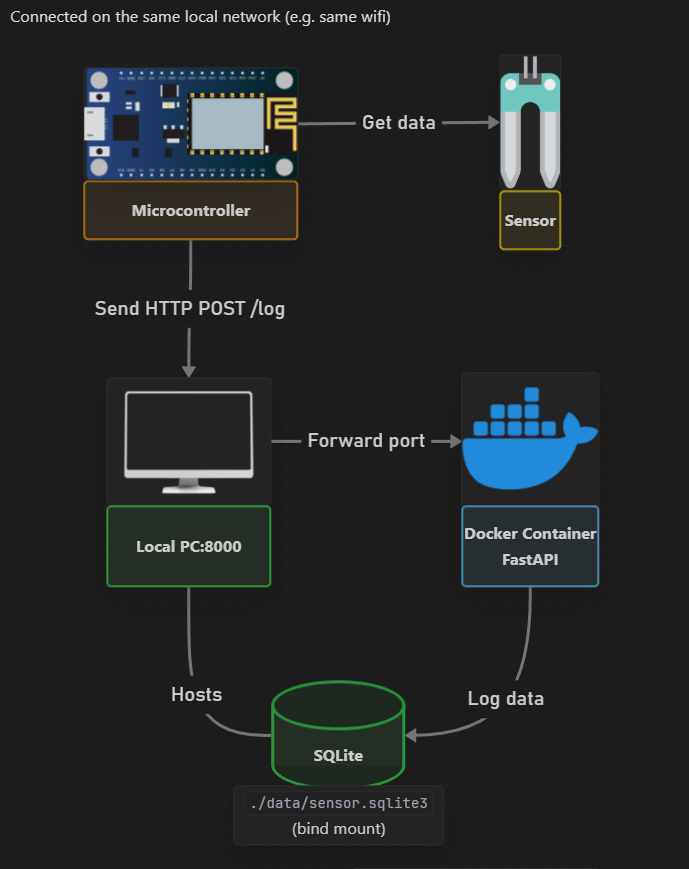 Connected on the same local network (e.g. same wifi)
Get data
Microcontroller
Sensor
Send HTTP POST /log
Forward port
Local PC:8000
Docker Container
FastAPI
Hosts
Log data
SQLite
./data/sensor.sqlite3
(bind mount)